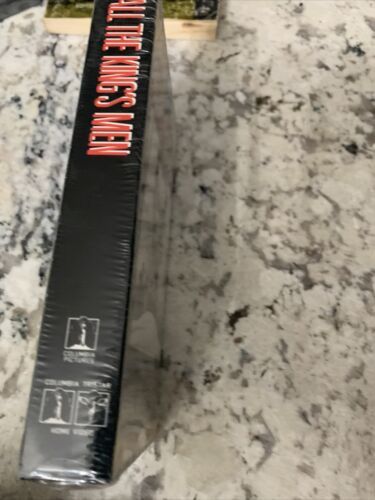 ALL THE KING'S MEN
COLUMBIA
PICTURES
COLUMBIA TRISTAR
HOME VIDEO